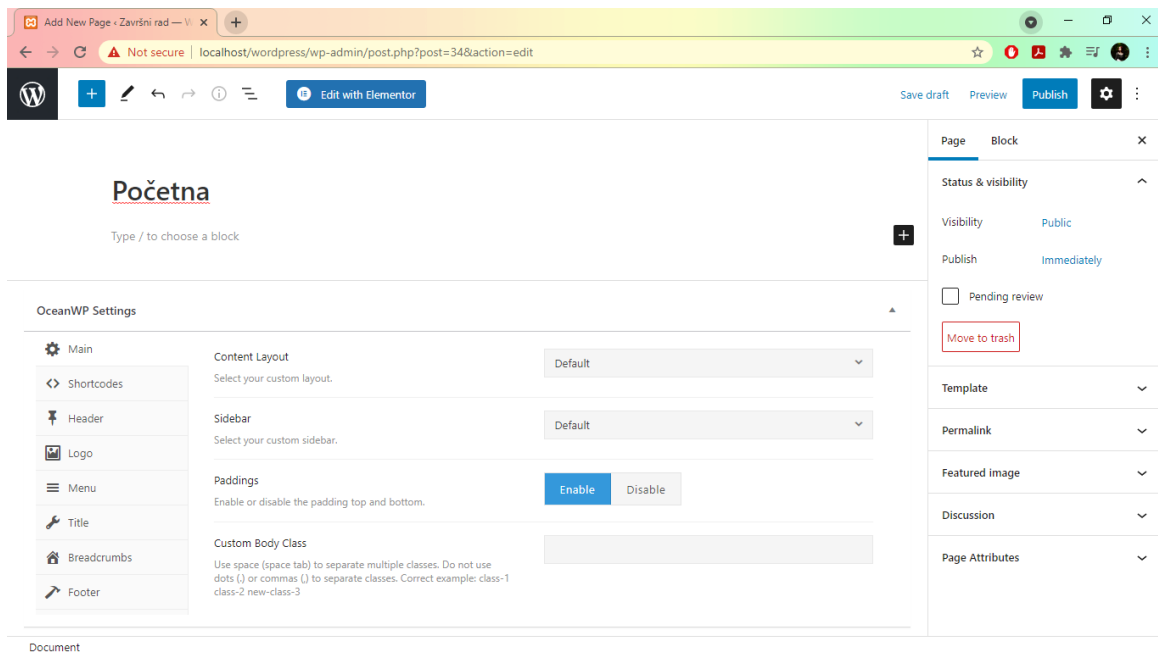 Add New Page ‹ Završni rad — W
Not secure | localhost/wordpress/wp-admin/post.php?post=34&action=edit
Edit with Elementor
Save draft Preview Publish
Početna
Type / to choose a block
OceanWP Settings
Main
Shortcodes
Header
Logo
Menu
Title
Breadcrumbs
Footer
Content Layout
Select your custom layout.
Default
Sidebar
Select your custom sidebar.
Default
Paddings
Enable or disable the padding top and bottom.
Enable Disable
Custom Body Class
Use space (space tab) to separate multiple classes. Do not use
dots (.) or commas (,) to separate classes. Correct example: class-1
class-2 new-class-3
Page Block
Status & visibility
Visibility Public
Publish Immediately
Pending review
Move to trash
Template
Permalink
Featured image
Discussion
Page Attributes
Document